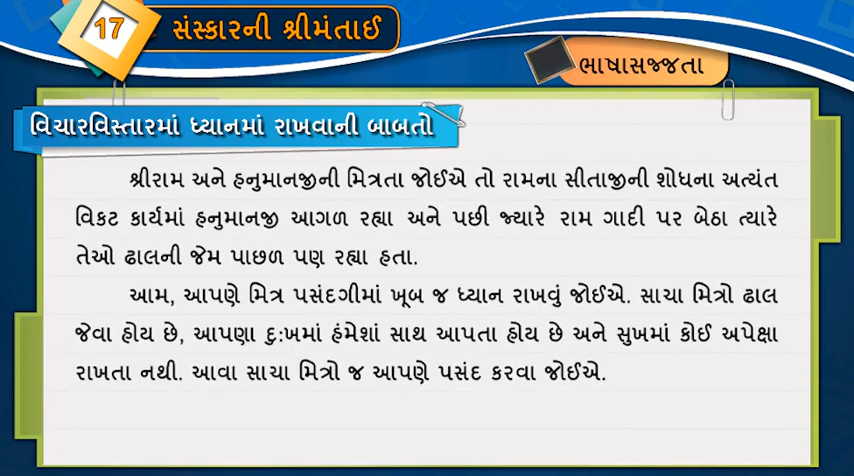 17 સંસ્કારની શ્રીમંતાઈ
ભાષાસજ્જતા
વિચારવિસ્તારમાં ધ્યાનમાં રાખવાની બાબતો
શ્રીરામ અને હનુમાનજીની મિત્રતા જોઈએ તો રામના સીતાજીની શોધના અત્યંત
વિકટ કાર્યમાં હનુમાનજી આગળ રહ્યા અને પછી જ્યારે રામ ગાદી પર બેઠા ત્યારે
તેઓ ઢાલની જેમ પાછળ પણ રહ્યા હતા.
આમ, આપણે મિત્ર પસંદગીમાં ખૂબ જ ધ્યાન રાખવું જોઈએ. સાચા મિત્રો ઢાલ
જેવા હોય છે, આપણા દુ:ખમાં હંમેશાં સાથ આપતા હોય છે અને સુખમાં કોઈ અપેક્ષા
રાખતા નથી. આવા સાચા મિત્રો જ આપણે પસંદ કરવા જોઈએ.